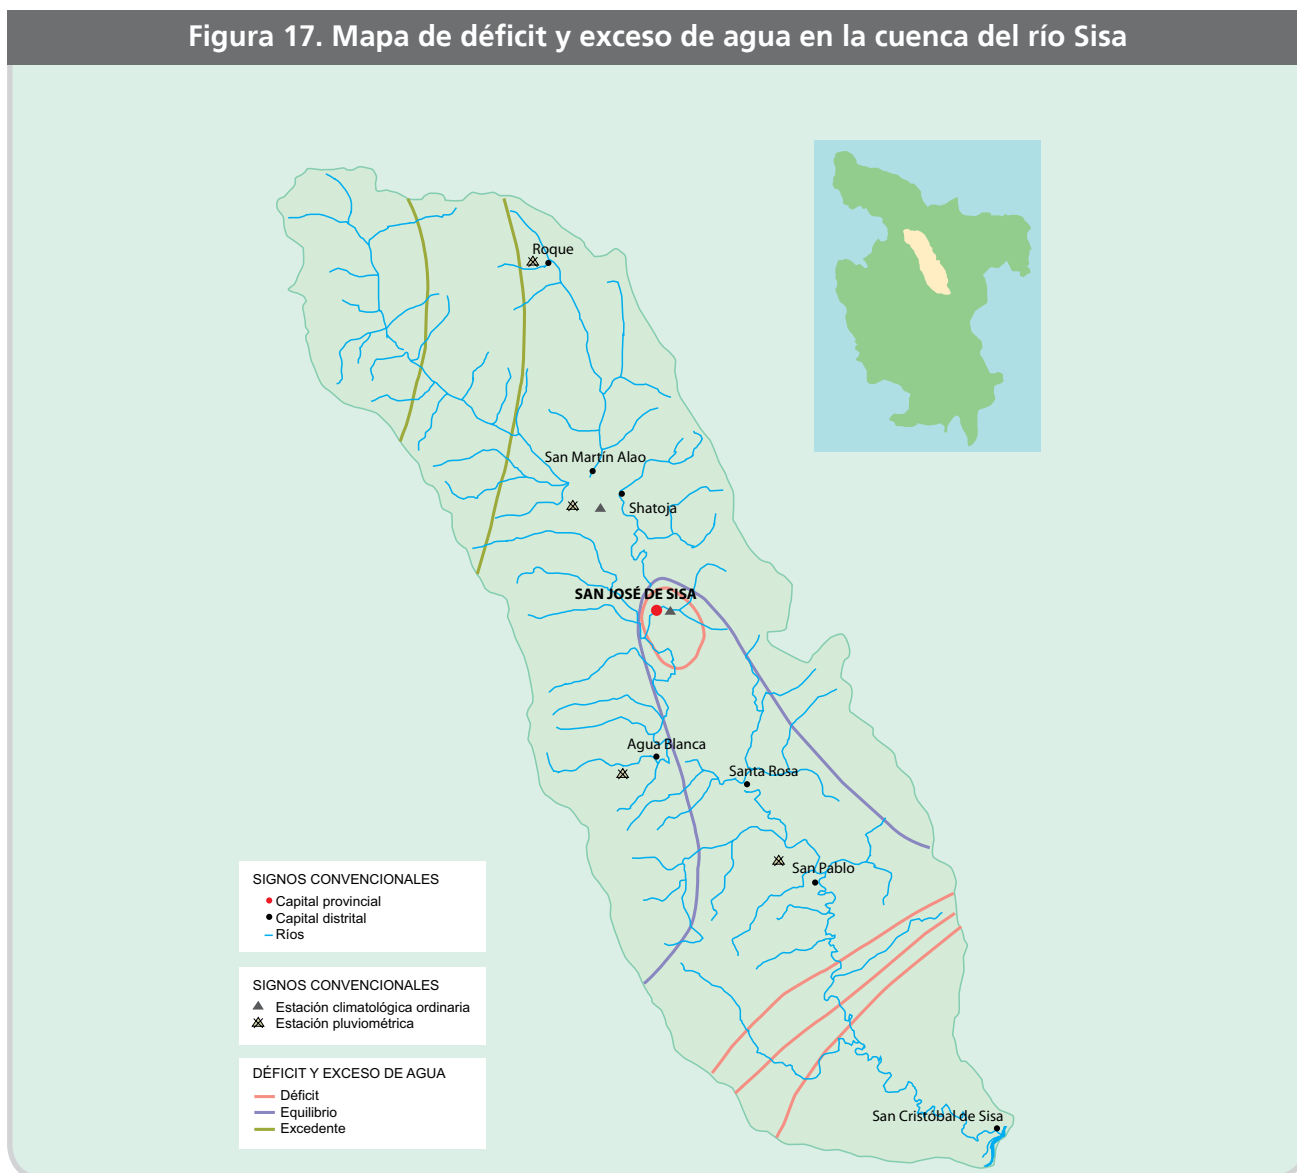 Figura 17. Mapa de déficit y exceso de agua en la cuenca del río Sisa
Roque
San Martín Alao
Shatoja
SAN JOSÉ DE SISA
Agua Blanca
Santa Rosa
San Pablo
San Cristóbal de Sisa
SIGNOS CONVENCIONALES
Capital provincial
Capital distrital
Ríos
SIGNOS CONVENCIONALES
Estación climatológica ordinaria
Estación pluviométrica
DÉFICIT Y EXCESO DE AGUA
Déficit
Equilibrio
Excedente